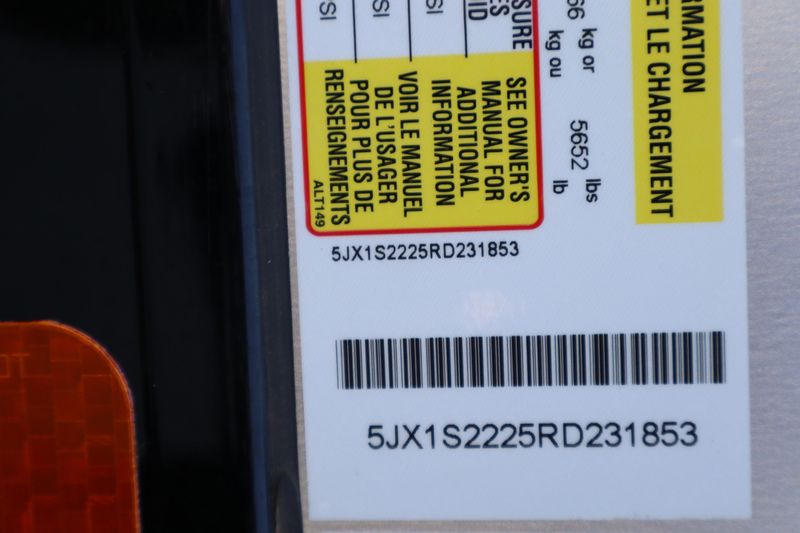 RMATION
ET LE CHARGEMENT
kg or
5652 lbs
kg ou
lb
SEE OWNER'S
MANUAL FOR
ADDITIONAL
INFORMATION
VOIR LE MANUEL
DE L'USAGER
POUR PLUS DE
RENSEIGNEMENTS
ALT149
5JX1S2225RD231853
5JX1S2225RD231853